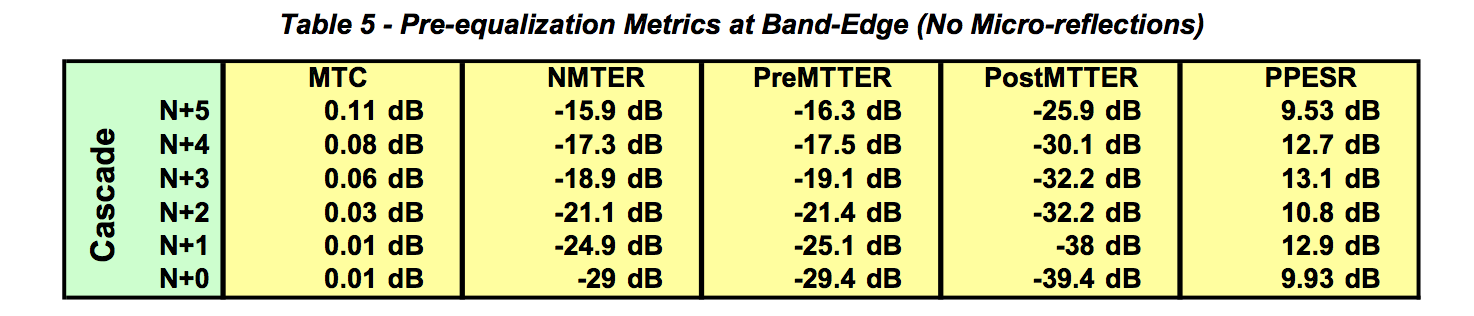 Table 5 - Pre-equalization Metrics at Band-Edge (No Micro-reflections)
MTC NMTER PreMTTER PostMTTER PPESR
Cascade
N+5 0.11 dB -15.9 dB -16.3 dB -25.9 dB 9.53 dB
N+4 0.08 dB -17.3 dB -17.5 dB -30.1 dB 12.7 dB
N+3 0.06 dB -18.9 dB -19.1 dB -32.2 dB 13.1 dB
N+2 0.03 dB -21.1 dB -21.4 dB -32.2 dB 10.8 dB
N+1 0.01 dB -24.9 dB -25.1 dB -38 dB 12.9 dB
N+0 0.01 dB -29 dB -29.4 dB -39.4 dB 9.93 dB